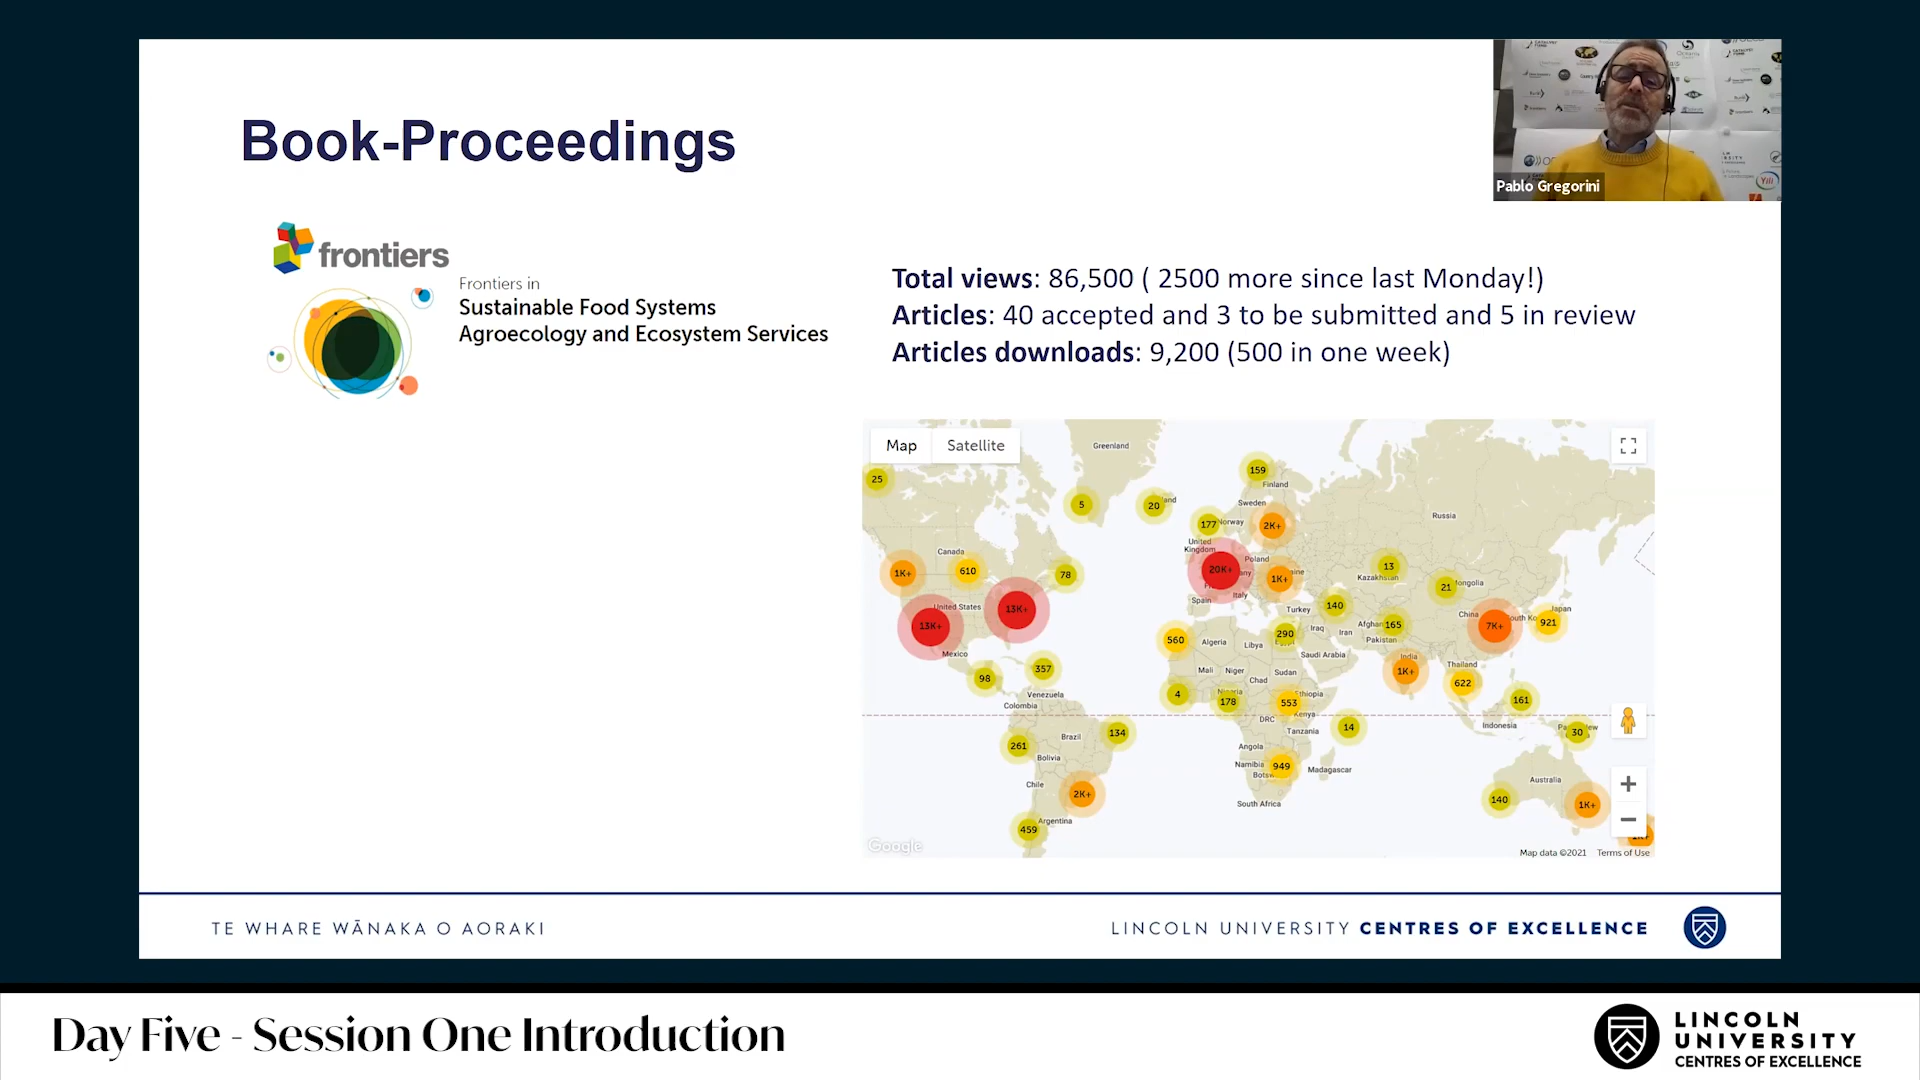 Book-Proceedings
Pablo Gregorini
frontiers
Frontiers in
Sustainable Food Systems
Agroecology and Ecosystem Services
Total views: 86,500 ( 2500 more since last Monday!)
Articles: 40 accepted and 3 to be submitted and 5 in review
Articles downloads: 9,200 (500 in one week)
Map Satellite
Greenland
25
159
Finland
5
20
Sweden
Russia
177
Norway
2K+
United
Kingdom
Canada
Poland
1K+
610
78
20K+
1K+
13
Kazakhstan
21
Spain
Italy
United States
13K+
13K+
Turkey
140
China
7K+
Japan
921
560
Algeria
Libya
290
Iraq
Iran
165
Pakistan
Mexico
Saudi Arabia
India
98
357
Mali
Niger
Chad
Sudan
1K+
Thailand
622
Venezuela
Colombia
4
Nigeria
178
553
Ethiopia
Kenya
161
DRC
Indonesia
134
Brazil
Tanzania
14
30
261
Bolivia
Angola
949
Namibia
Madagascar
Chile
2K+
South Africa
Australia
140
1K+
459
Argentina
Google
Map data ©2021 Terms of Use
TE WHARE WĀNAKA O AORAKI
LINCOLN UNIVERSITY CENTRES OF EXCELLENCE
Day Five - Session One Introduction
LINCOLN
UNIVERSITY
CENTRES OF EXCELLENCE